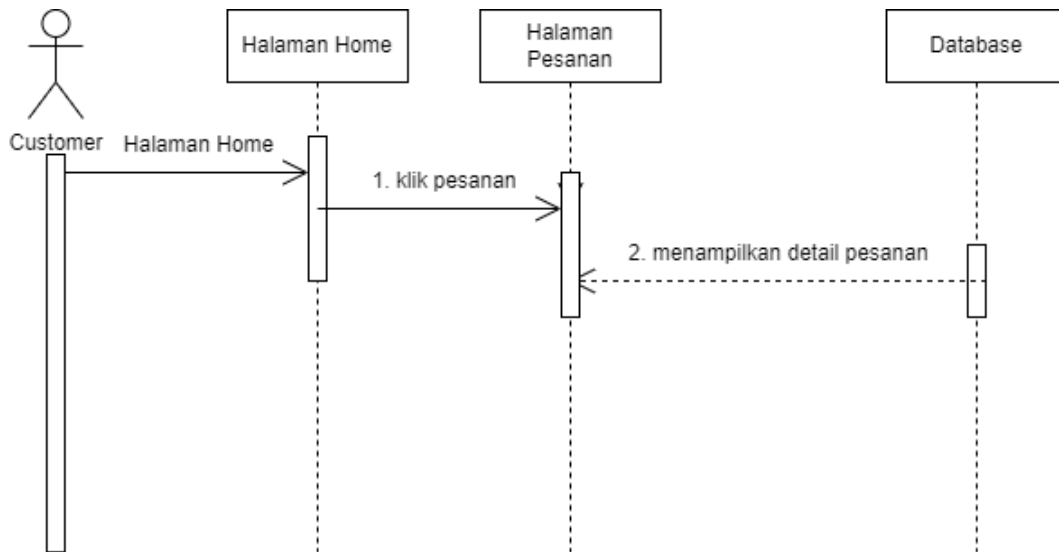 Halaman Home
Halaman
Pesanan
Database
Customer
Halaman Home
1. klik pesanan
2. menampilkan detail pesanan